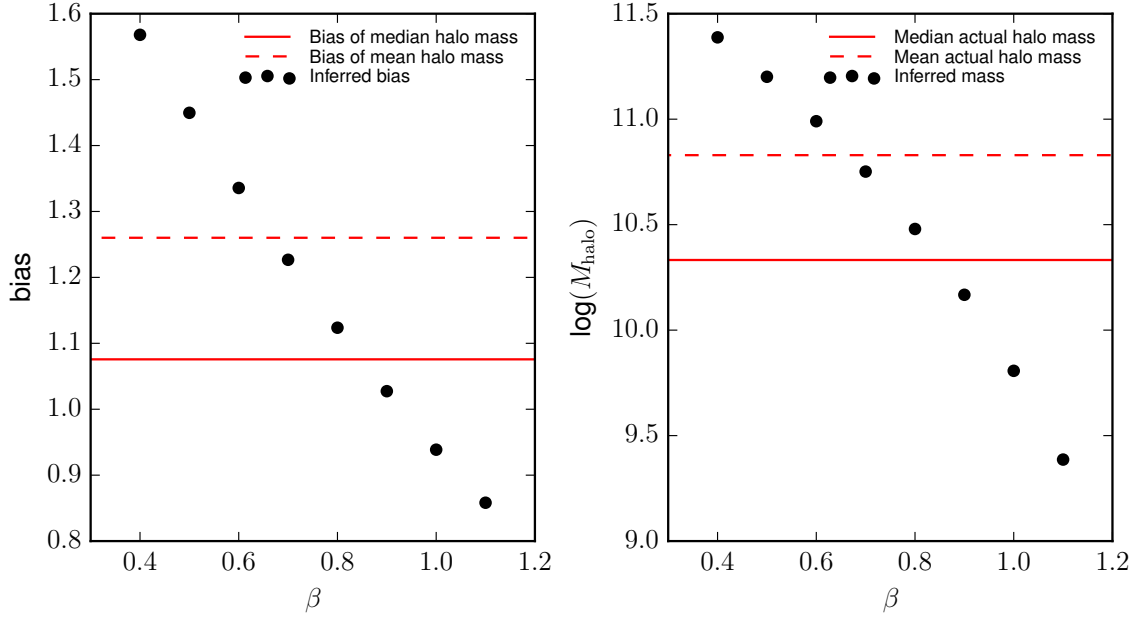 1.6
1.5
1.4
1.3
1.2
1.1
1.0
0.9
0.8
bias
Bias of median halo mass
Bias of mean halo mass
Inferred bias
0.4 0.6 0.8 1.0 1.2
β
11.5
11.0
10.5
10.0
9.5
9.0
log(M_halo)
Median actual halo mass
Mean actual halo mass
Inferred mass
0.4 0.6 0.8 1.0 1.2
β